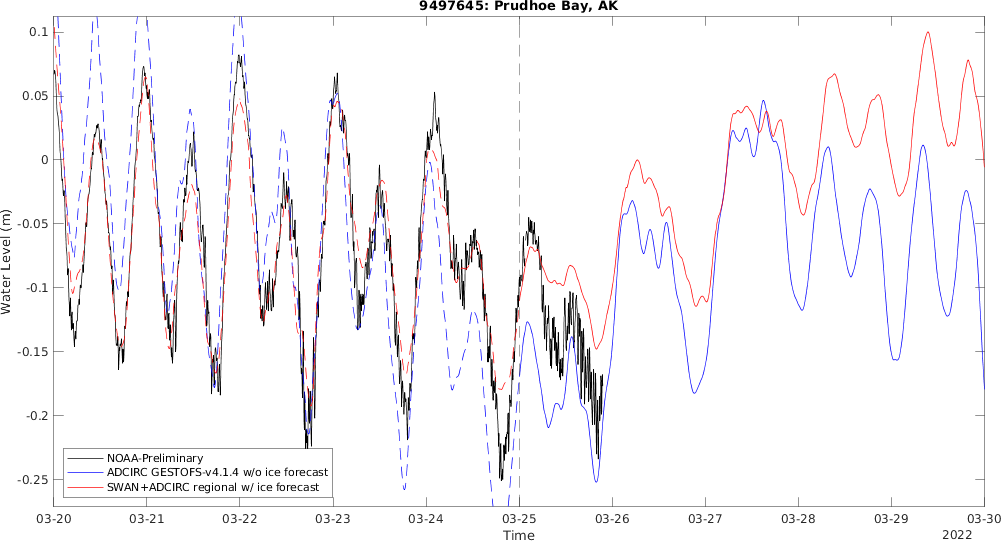 9497645: Prudhoe Bay, AK
0.1
0.05
0
-0.05
-0.1
-0.15
-0.2
-0.25
Water Level (m)
NOAA-Preliminary
ADCIRC GESTOFS-v4.1.4 w/o ice forecast
SWAN+ADCIRC regional w/ ice forecast
03-20 03-21 03-22 03-23 03-24 03-25 03-26 03-27 03-28 03-29 03-30
Time
2022